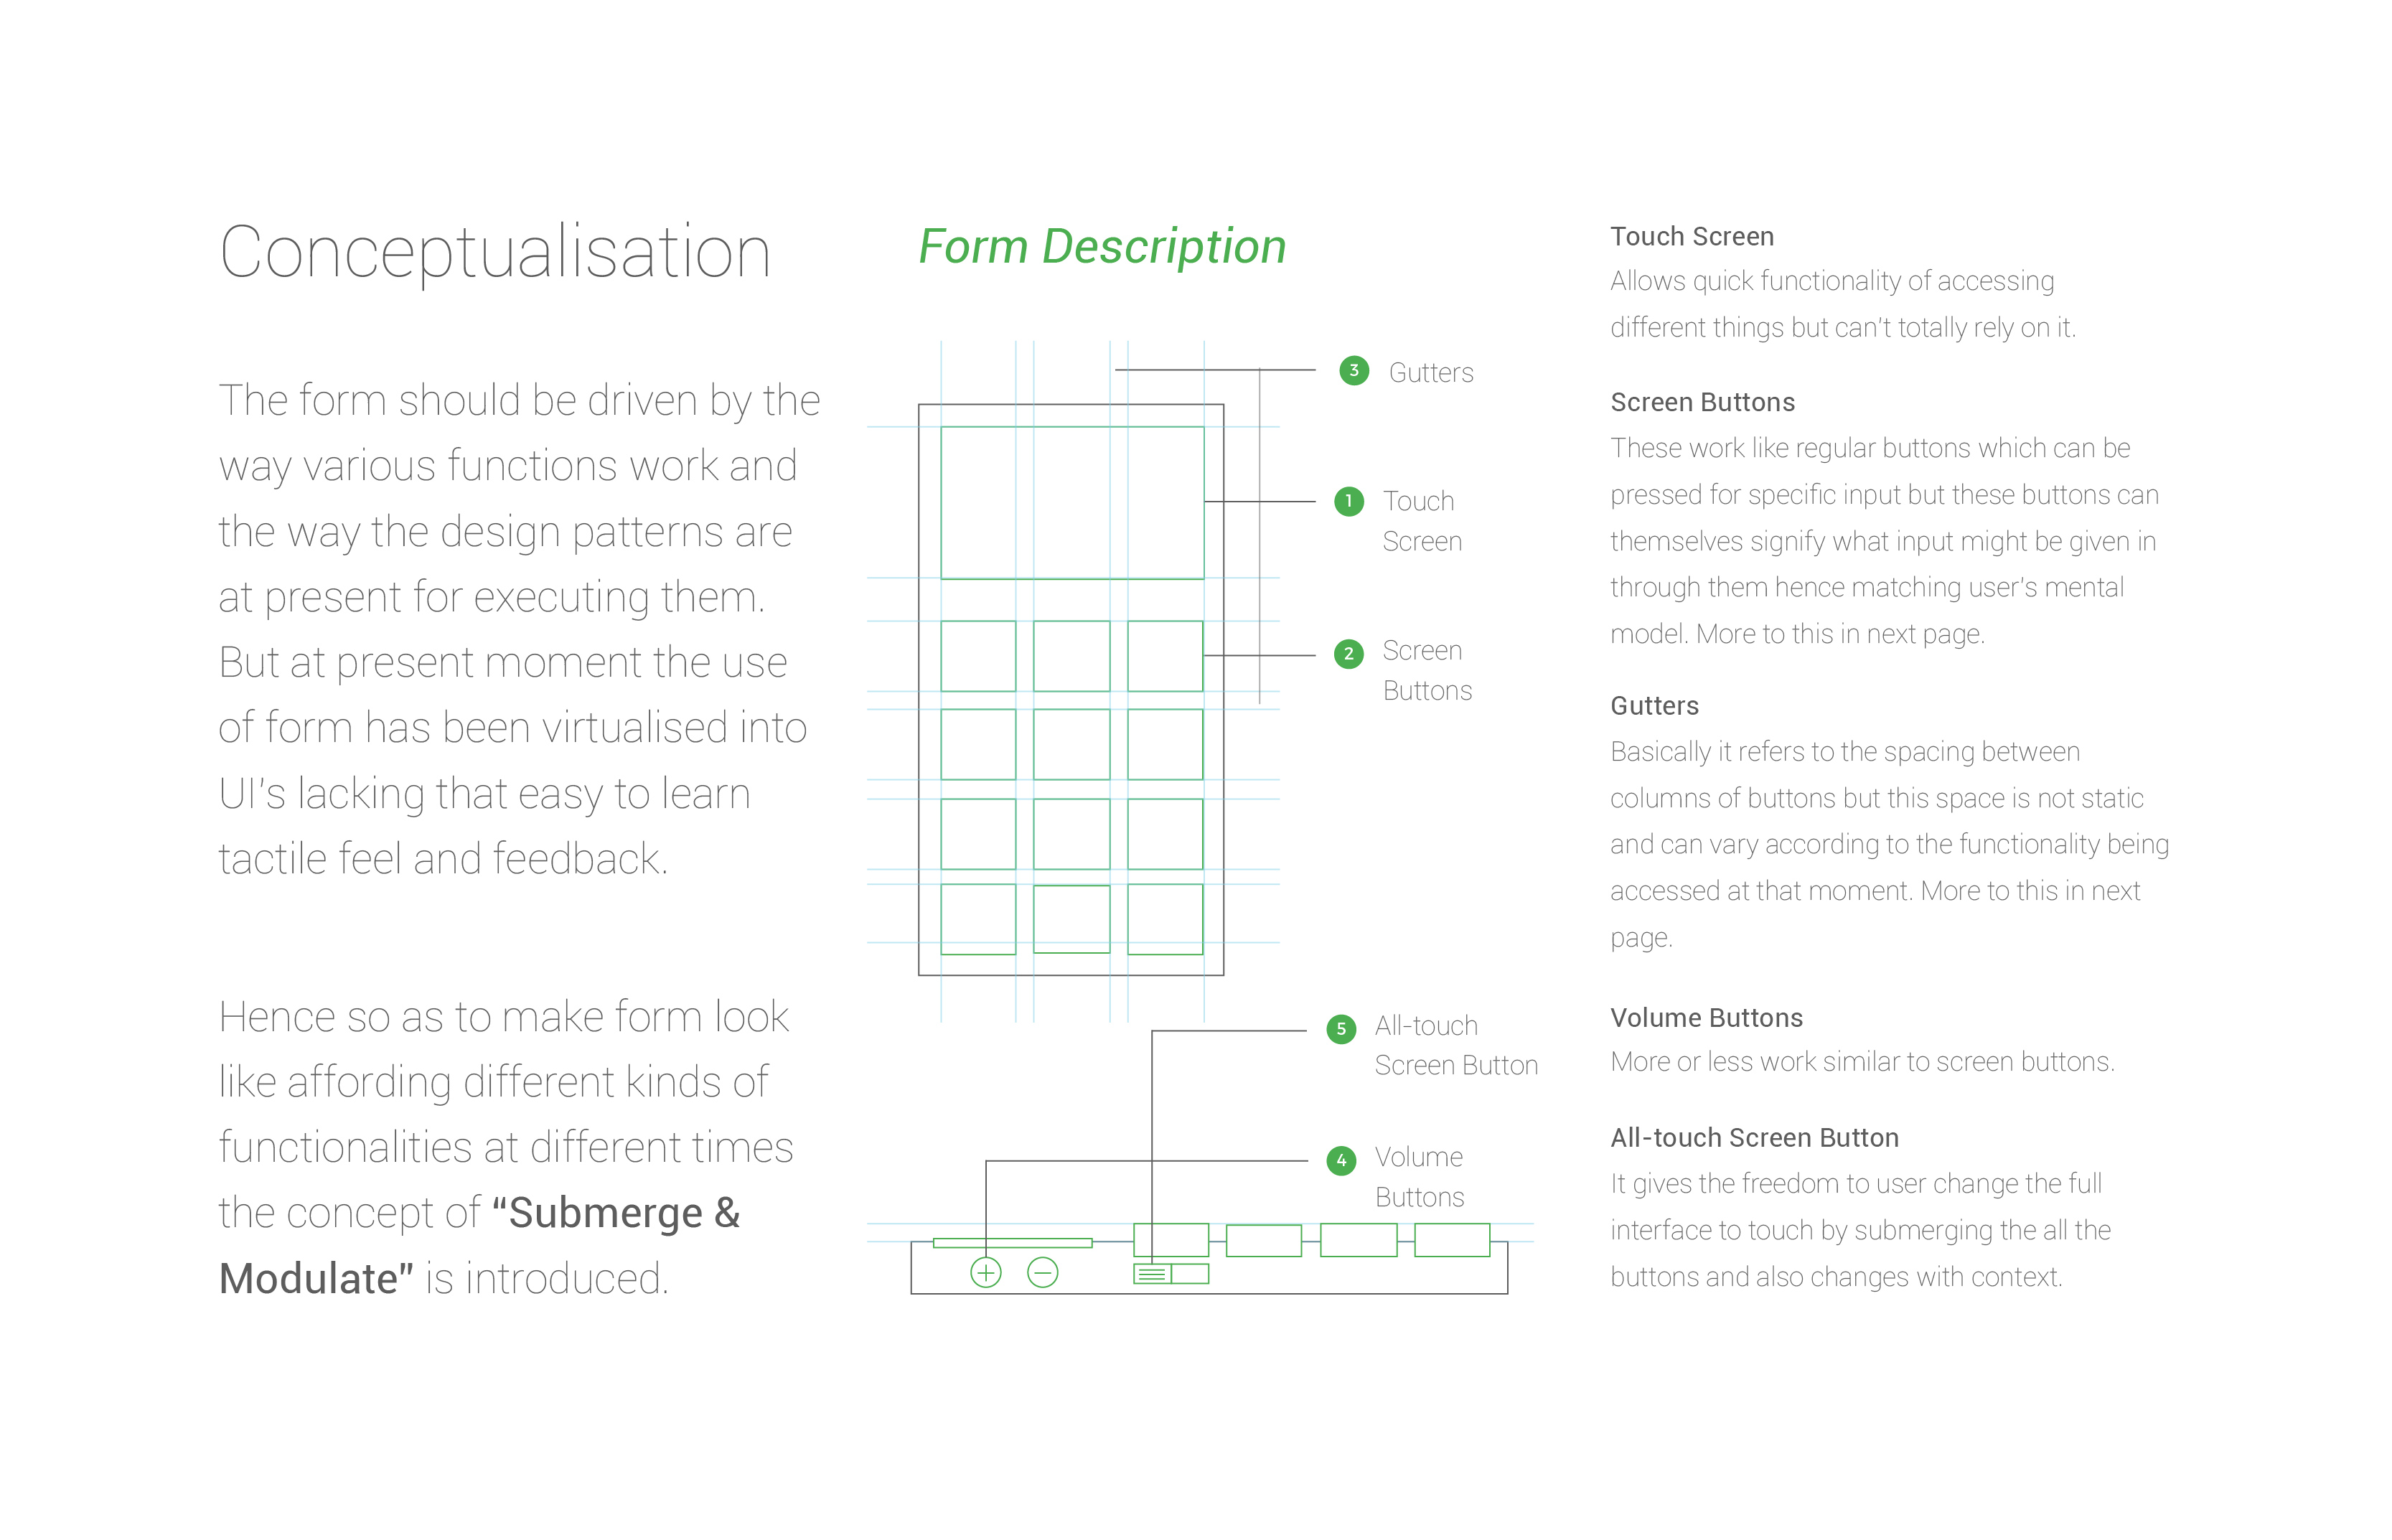 Conceptualisation
The form should be driven by the
way various functions work and
the way the design patterns are
at present for executing them.
But at present moment the use
of form has been virtualised into
UI's lacking that easy to learn
tactile feel and feedback.
Hence so as to make form look
like affording different kinds of
functionalities at different times
the concept of “Submerge &
Modulate” is introduced.
Form Description
3 Gutters
1 Touch
Screen
2 Screen
Buttons
5 All-touch
Screen Button
4 Volume
Buttons
Touch Screen
Allows quick functionality of accessing
different things but can't totally rely on it.
Screen Buttons
These work like regular buttons which can be
pressed for specific input but these buttons can
themselves signify what input might be given in
through them hence matching user's mental
model. More to this in next page.
Gutters
Basically it refers to the spacing between
columns of buttons but this space is not static
and can vary according to the functionality being
accessed at that moment. More to this in next
page.
Volume Buttons
More or less work similar to screen buttons.
All-touch Screen Button
It gives the freedom to user change the full
interface to touch by submerging the all the
buttons and also changes with context.